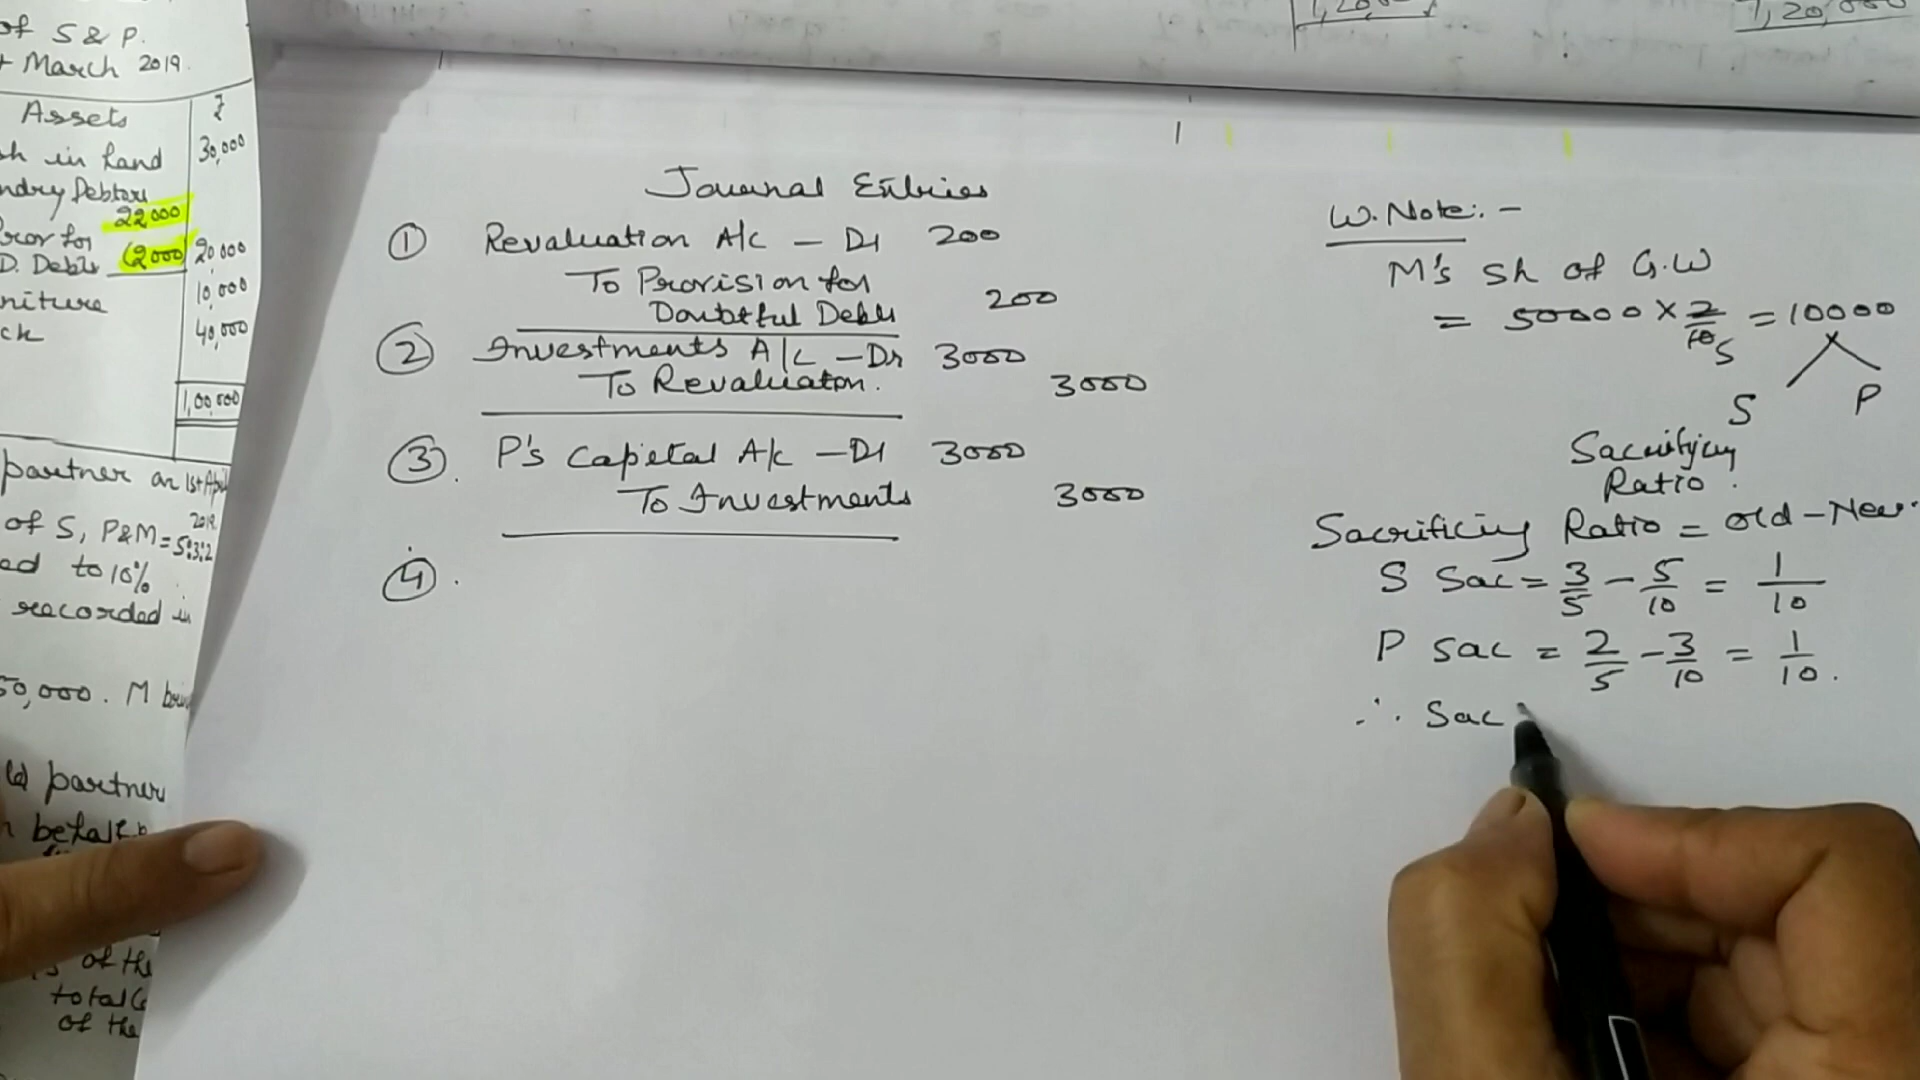 of S & P.
March 2019.
Assets ₹
in hand 30,000
Debtors
22000
for
D. Debts (2000) 20,000
10,000
40,000
1,00,000
partner on 1st April
2019
of S, P&M = 5:3:2
to 10%
recorded in
50,000. M
partner
of the
total
of the
1,20,000
Journal Entries
① Revaluation A/c - Dr 200
To Provision for
Doubtful Debts 200
② Investments A/c - Dr 3000
To Revaluaton. 3000
③. P's Capital A/c - Dr 3000
To Investments 3000
④.
W. Note:-
M's Sh of G.W
= 50000 × 2/10 = 10000
5
S P
Sacrifying
Ratio.
Sacrificing Ratio = Old - New.
S Sac = 3/5 - 5/10 = 1/10
P Sac = 2/5 - 3/10 = 1/10.
∴ Sac